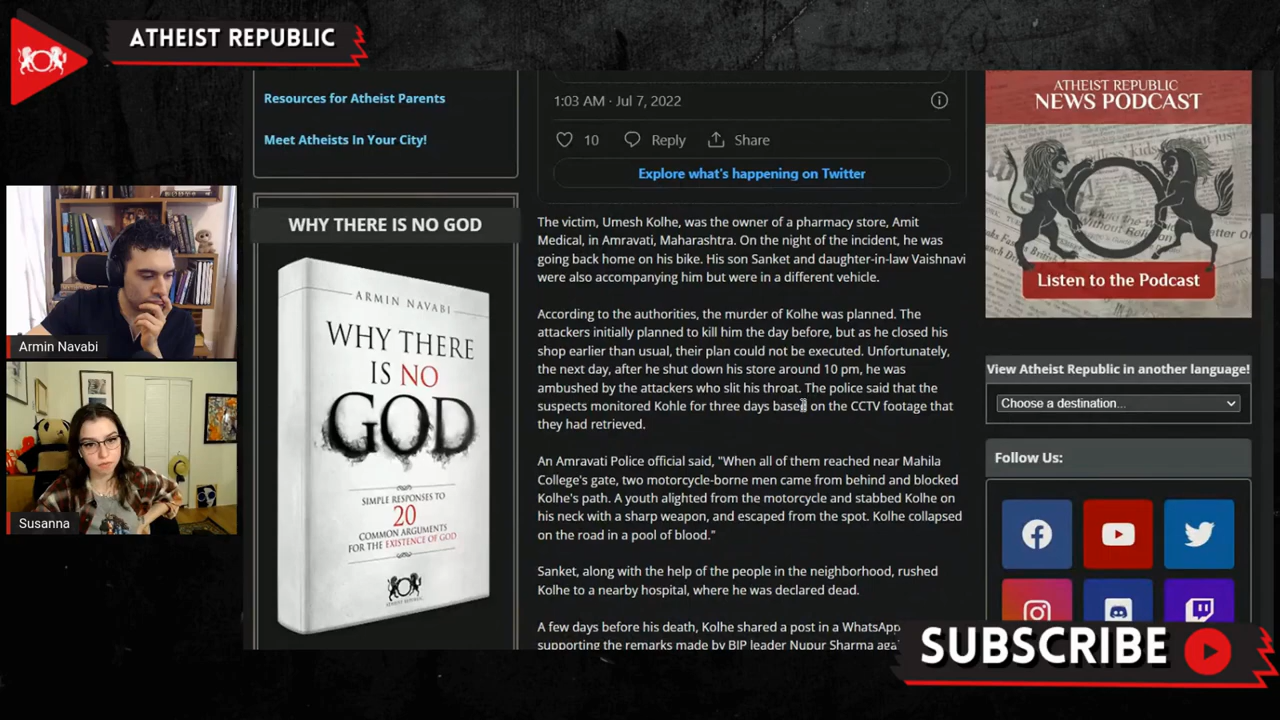 ATHEIST REPUBLIC
Resources for Atheist Parents
Meet Atheists In Your City!
WHY THERE IS NO GOD
ARMIN NAVABI
WHY THERE
IS NO
GOD
SIMPLE RESPONSES TO
20
COMMON ARGUMENTS
FOR THE EXISTENCE OF GOD
Armin Navabi
Susanna
1:03 AM · Jul 7, 2022
10 Reply Share
Explore what's happening on Twitter
The victim, Umesh Kolhe, was the owner of a pharmacy store, Amit
Medical, in Amravati, Maharashtra. On the night of the incident, he was
going back home on his bike. His son Sanket and daughter-in-law Vaishnavi
were also accompanying him but were in a different vehicle.
According to the authorities, the murder of Kolhe was planned. The
attackers initially planned to kill him the day before, but as he closed his
shop earlier than usual, their plan could not be executed. Unfortunately,
the next day, after he shut down his store around 10 pm, he was
ambushed by the attackers who slit his throat. The police said that the
suspects monitored Kohle for three days based on the CCTV footage that
they had retrieved.
An Amravati Police official said, "When all of them reached near Mahila
College's gate, two motorcycle-borne men came from behind and blocked
Kolhe's path. A youth alighted from the motorcycle and stabbed Kolhe on
his neck with a sharp weapon, and escaped from the spot. Kolhe collapsed
on the road in a pool of blood."
Sanket, along with the help of the people in the neighborhood, rushed
Kolhe to a nearby hospital, where he was declared dead.
A few days before his death, Kolhe shared a post in a WhatsApp
supporting the remarks made by BJP leader Nupur Sharma aga
ATHEIST REPUBLIC
NEWS PODCAST
Listen to the Podcast
View Atheist Republic in another language!
Choose a destination...
Follow Us:
SUBSCRIBE